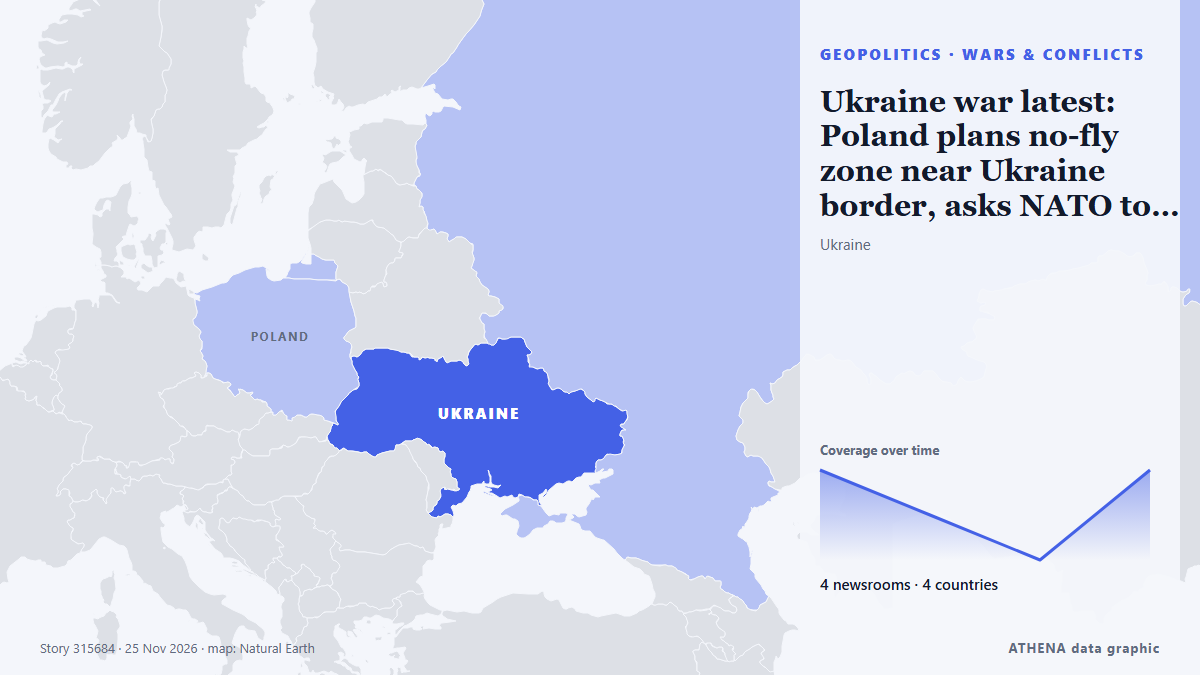 GEOPOLITICS · WARS & CONFLICTS
Ukraine war latest:
Poland plans no-fly
zone near Ukraine
border, asks NATO to...
Ukraine
POLAND
UKRAINE
Coverage over time
4 newsrooms · 4 countries
Story 315684 · 25 Nov 2026 · map: Natural Earth
ATHENA data graphic